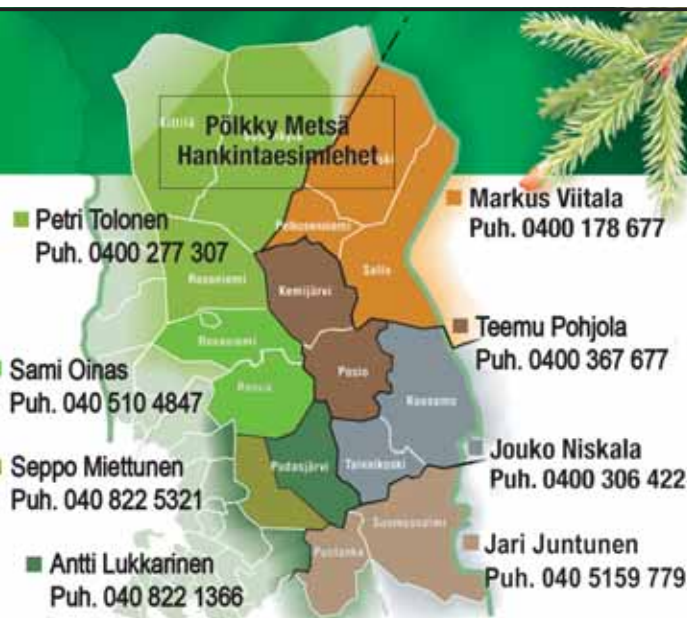 Pölkky Metsä
Hankintaesimiehet
Kittilä
Petri Tolonen
Puh. 0400 277 307
Markus Viitala
Puh. 0400 178 677
Pelkosenniemi
Salla
Rovaniemi
Kemijärvi
Teemu Pohjola
Puh. 0400 367 677
Rovaniemi
Sami Oinas
Puh. 040 510 4847
Posio
Ranua
Kuusamo
Seppo Miettunen
Puh. 040 822 5321
Pudasjärvi
Taivalkoski
Jouko Niskala
Puh. 0400 306 422
Antti Lukkarinen
Puh. 040 822 1366
Suomussalmi
Puolanka
Jari Juntunen
Puh. 040 5159 779